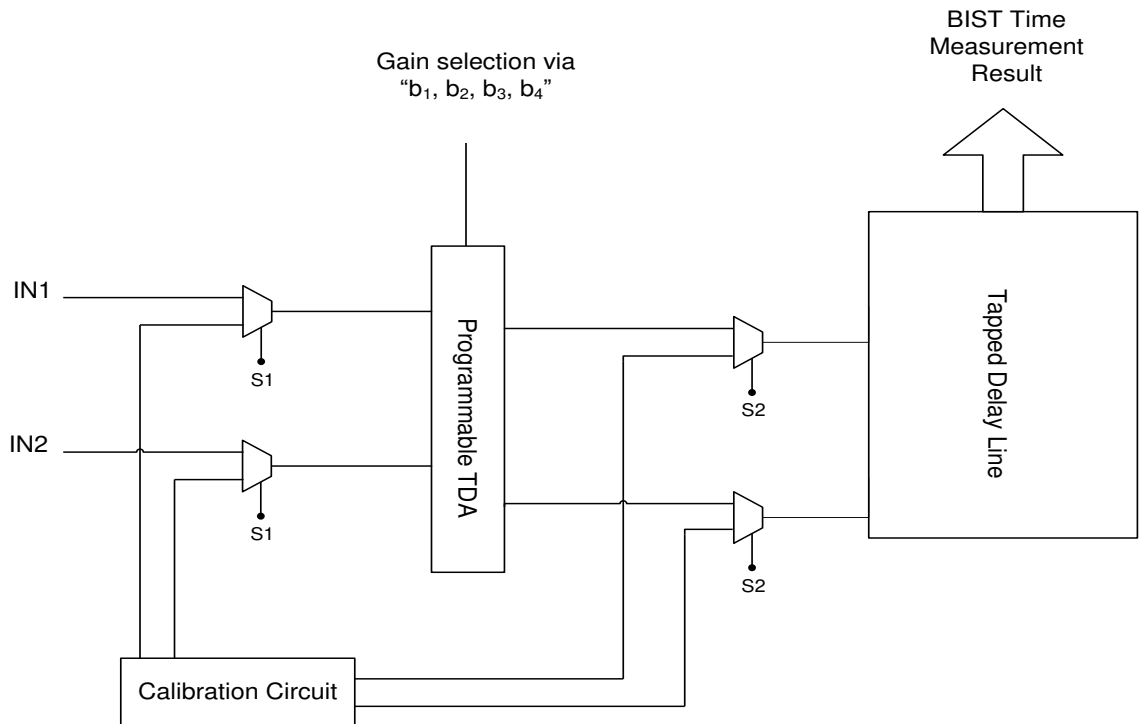 BIST Time
Measurement
Result
Gain selection via
“b₁, b₂, b₃, b₄”
IN1
S1
Programmable TDA
S2
Tapped Delay Line
IN2
S1
S2
Calibration Circuit